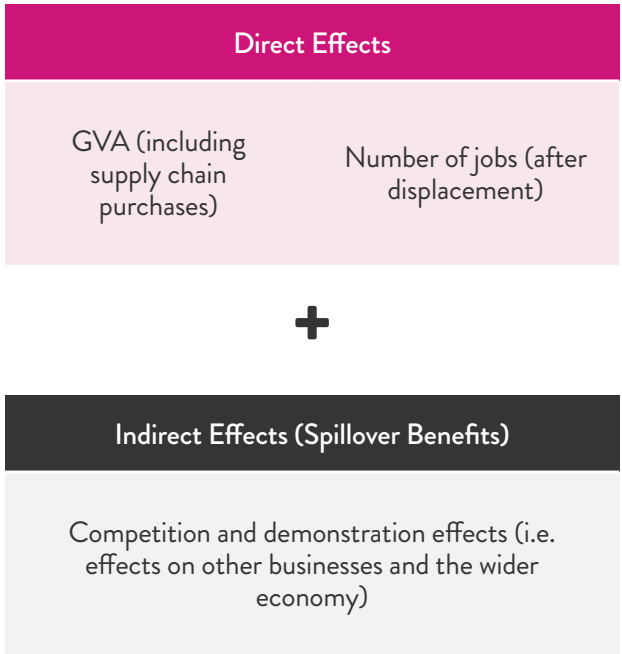 Direct Effects
GVA (including
supply chain
purchases)
Number of jobs (after
displacement)
+
Indirect Effects (Spillover Benefits)
Competition and demonstration effects (i.e.
effects on other businesses and the wider
economy)